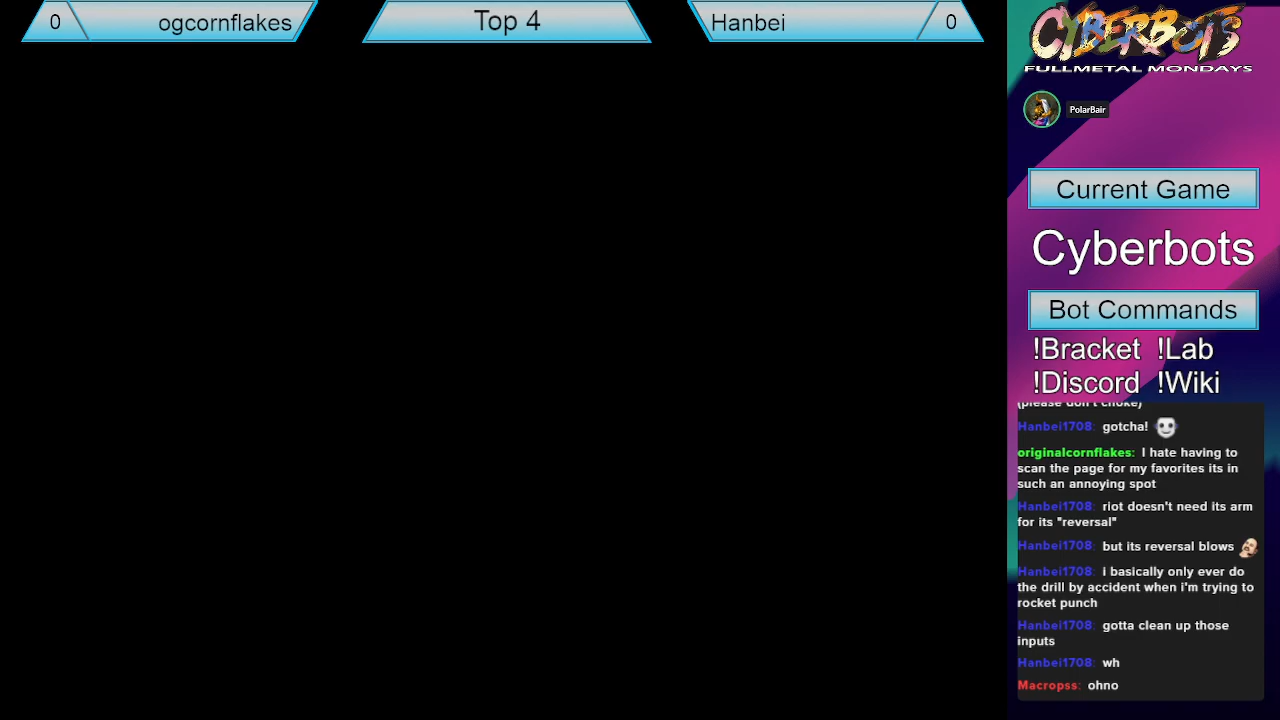 0 ogcornflakes Top 4 Hanbei 0
CYBERBOTS
FULLMETAL MONDAYS
PolarBair
Current Game
Cyberbots
Bot Commands
!Bracket !Lab
!Discord !Wiki
(please don't choke)
Hanbei1708: gotcha!
originalcornflakes: I hate having to
scan the page for my favorites its in
such an annoying spot
Hanbei1708: riot doesn't need its arm
for its "reversal"
Hanbei1708: but its reversal blows
Hanbei1708: i basically only ever do
the drill by accident when i'm trying to
rocket punch
Hanbei1708: gotta clean up those
inputs
Hanbei1708: wh
Macropss: ohno